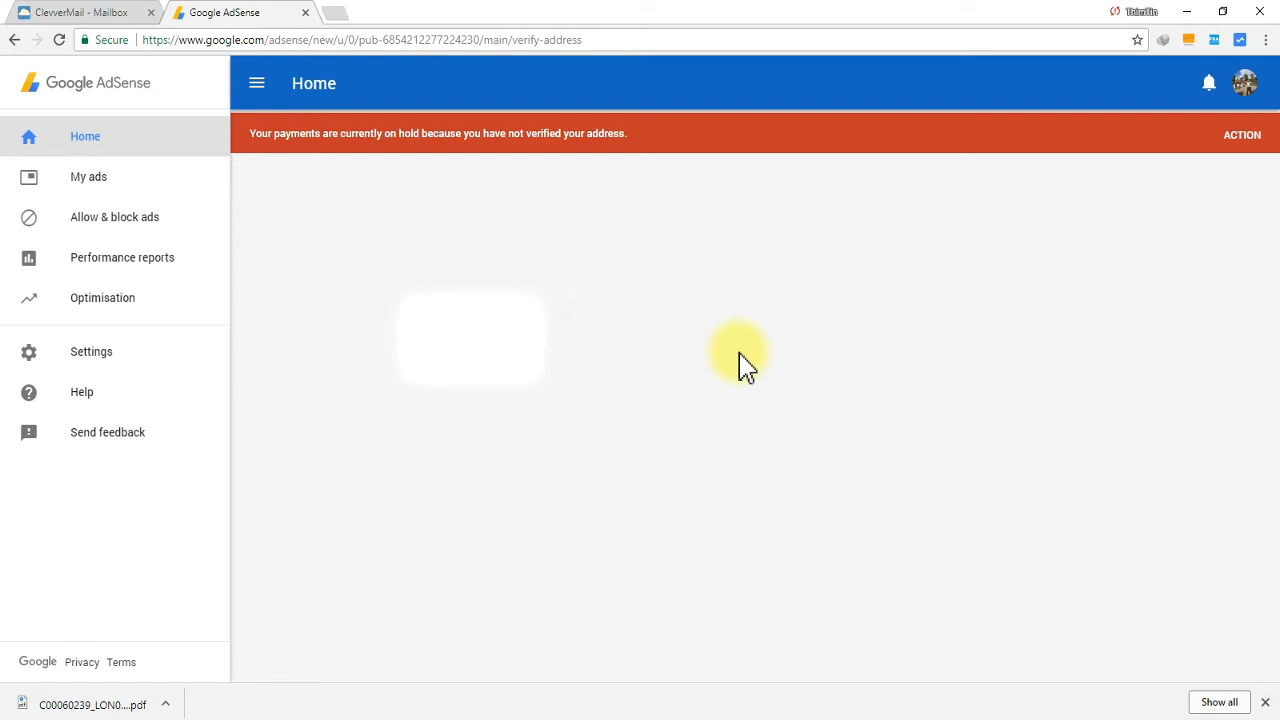 ClevverMail - Mailbox
Google AdSense
ThimTin
Secure
https://www.google.com/adsense/new/u/0/pub-6854212277224230/main/verify-address
Google AdSense
Home
Your payments are currently on hold because you have not verified your address.
ACTION
Home
My ads
Allow & block ads
Performance reports
Optimisation
Settings
Help
Send feedback
Google Privacy Terms
C00060239_LON0....pdf
Show all